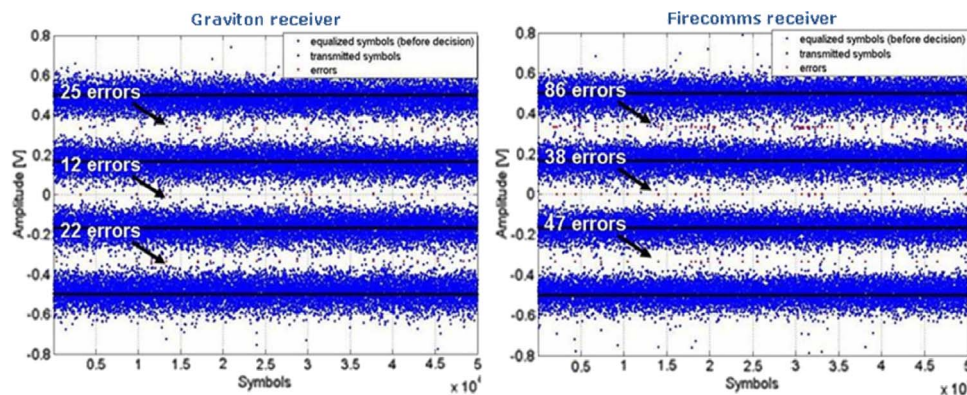 Graviton receiver
0.8
0.6
0.4
0.2
0
-0.2
-0.4
-0.6
-0.8
Amplitude [V]
equalized symbols (before decision)
transmitted symbols
errors
25 errors
12 errors
22 errors
0.5 1 1.5 2 2.5 3 3.5 4 4.5 5
Symbols
x 10⁴
Firecomms receiver
0.8
0.6
0.4
0.2
0
-0.2
-0.4
-0.6
-0.8
Amplitude [V]
equalized symbols (before decision)
transmitted symbols
errors
86 errors
38 errors
47 errors
0.5 1 1.5 2 2.5 3 3.5 4 4.5 5
Symbols
x 10